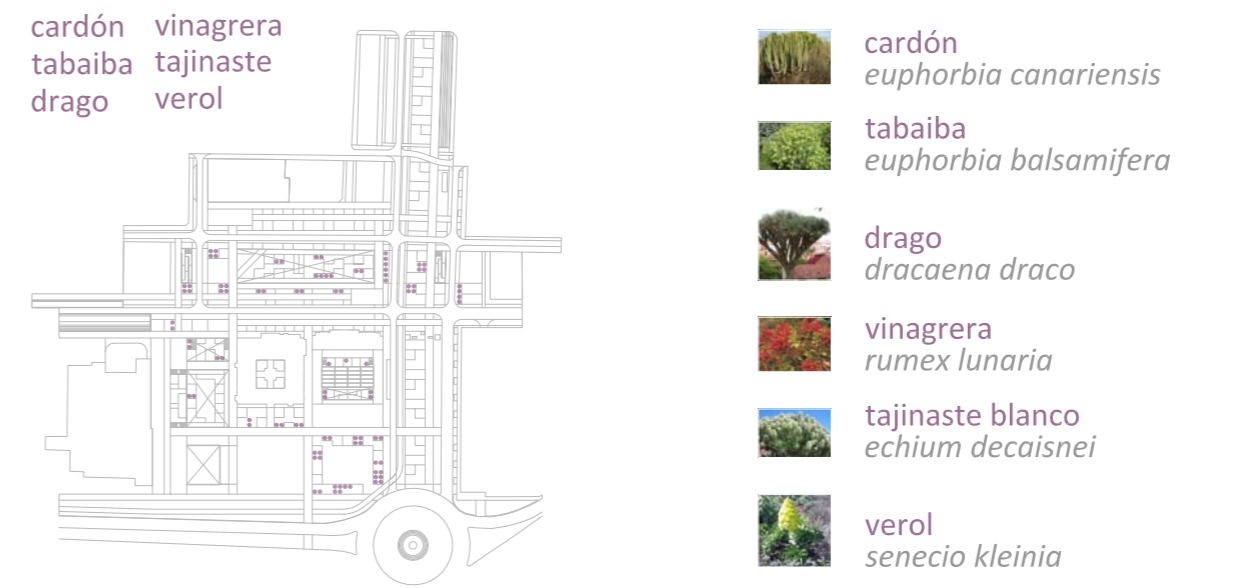 cardón vinagrera
tabaiba tajinaste
drago verol
cardón
euphorbia canariensis
tabaiba
euphorbia balsamifera
drago
dracaena draco
vinagrera
rumex lunaria
tajinaste blanco
echium decaisnei
verol
senecio kleinia